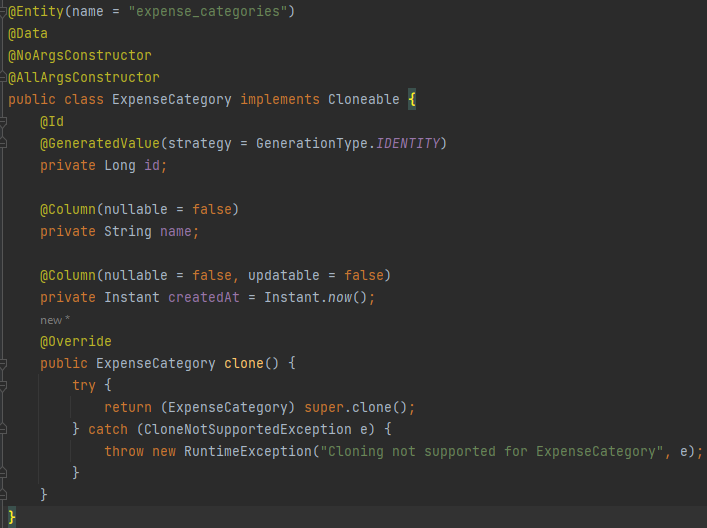 @Entity(name = "expense_categories")
@Data
@NoArgsConstructor
@AllArgsConstructor
public class ExpenseCategory implements Cloneable {
    @Id
    @GeneratedValue(strategy = GenerationType.IDENTITY)
    private Long id;

    @Column(nullable = false)
    private String name;

    @Column(nullable = false, updatable = false)
    private Instant createdAt = Instant.now();
    new *
    @Override
    public ExpenseCategory clone() {
        try {
            return (ExpenseCategory) super.clone();
        } catch (CloneNotSupportedException e) {
            throw new RuntimeException("Cloning not supported for ExpenseCategory", e);
        }
    }
}